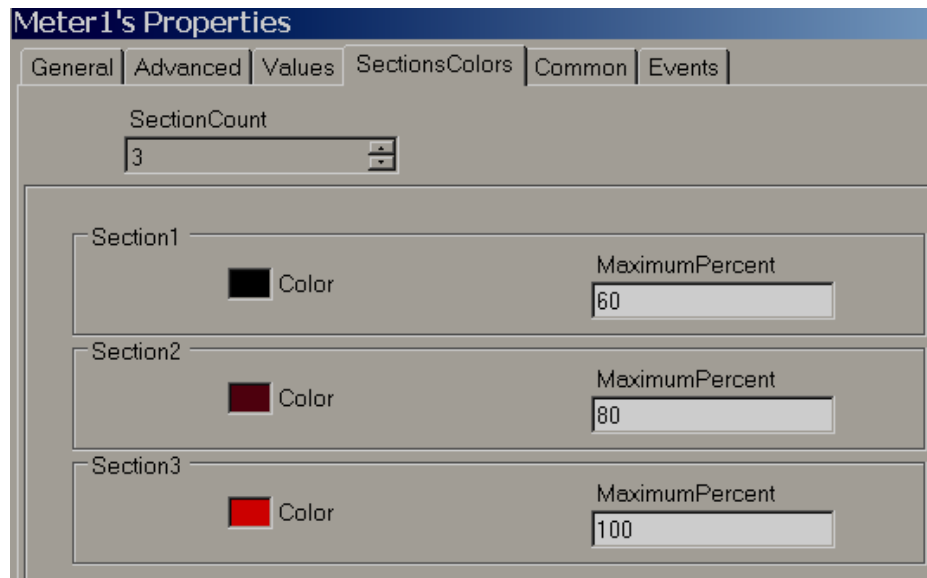 Meter1's Properties
General Advanced Values SectionsColors Common Events
SectionCount
3
Section1
Color
MaximumPercent
60
Section2
Color
MaximumPercent
80
Section3
Color
MaximumPercent
100